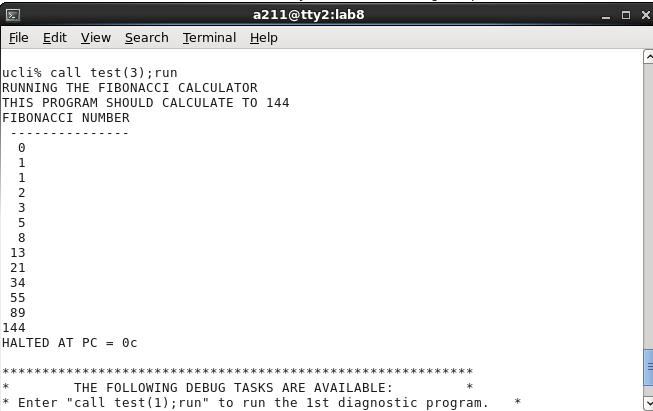 a211@tty2:lab8
File Edit View Search Terminal Help
ucli% call test(3);run
RUNNING THE FIBONACCI CALCULATOR
THIS PROGRAM SHOULD CALCULATE TO 144
FIBONACCI NUMBER
---------------
0
1
1
2
3
5
8
13
21
34
55
89
144
HALTED AT PC = 0c
***********************************************************
* THE FOLLOWING DEBUG TASKS ARE AVAILABLE: *
* Enter "call test(1);run" to run the 1st diagnostic program. *